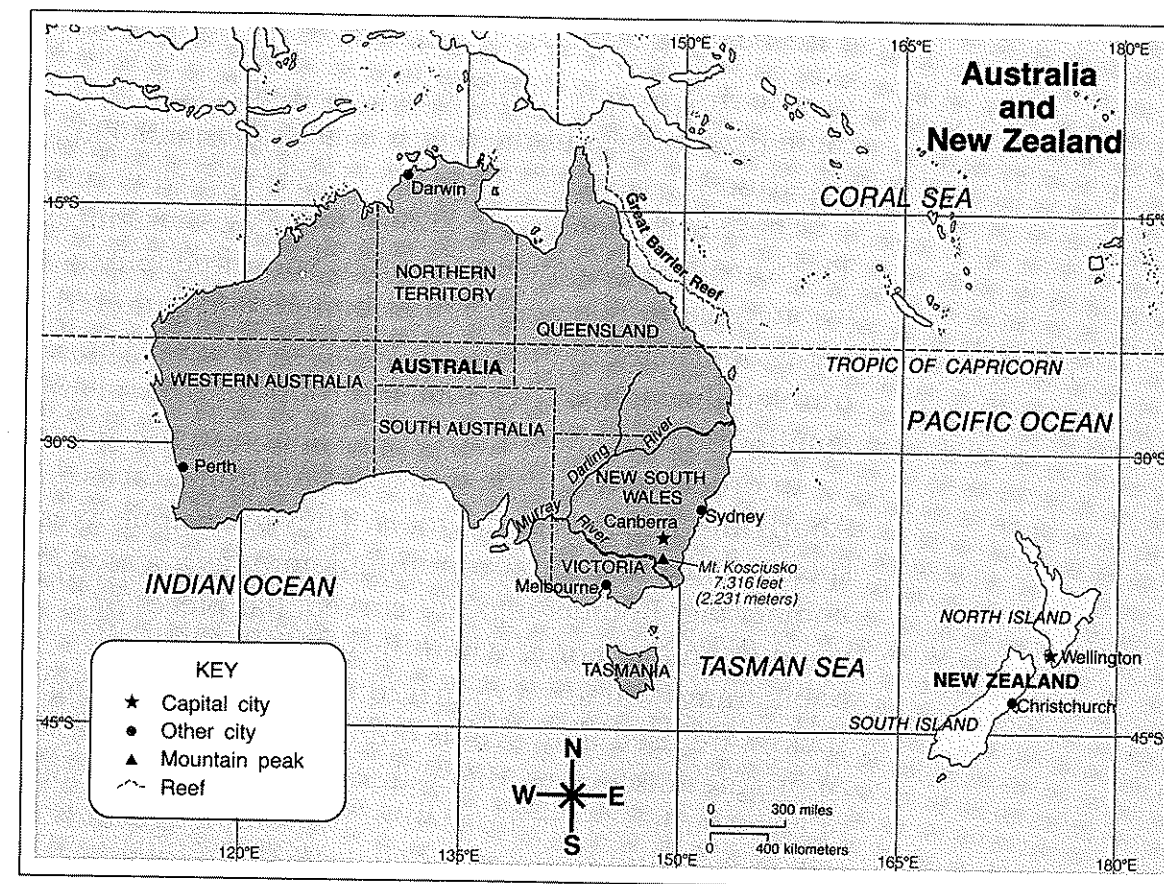 150°E
165°E
180°E
Australia
and
New Zealand
CORAL SEA
Darwin
15°S
15°S
Great Barrier Reef
NORTHERN
TERRITORY
QUEENSLAND
AUSTRALIA
TROPIC OF CAPRICORN
WESTERN AUSTRALIA
SOUTH AUSTRALIA
PACIFIC OCEAN
30°S
30°S
Perth
Darling River
NEW SOUTH
WALES
Murray River
Canberra
Sydney
VICTORIA
Melbourne
Mt. Kosciusko
7,316 feet
(2,231 meters)
INDIAN OCEAN
NORTH ISLAND
Wellington
TASMANIA
TASMAN SEA
NEW ZEALAND
Christchurch
SOUTH ISLAND
45°S
45°S
KEY
Capital city
Other city
Mountain peak
Reef
N
W
E
S
0 300 miles
0 400 kilometers
120°E
135°E
150°E
165°E
180°E